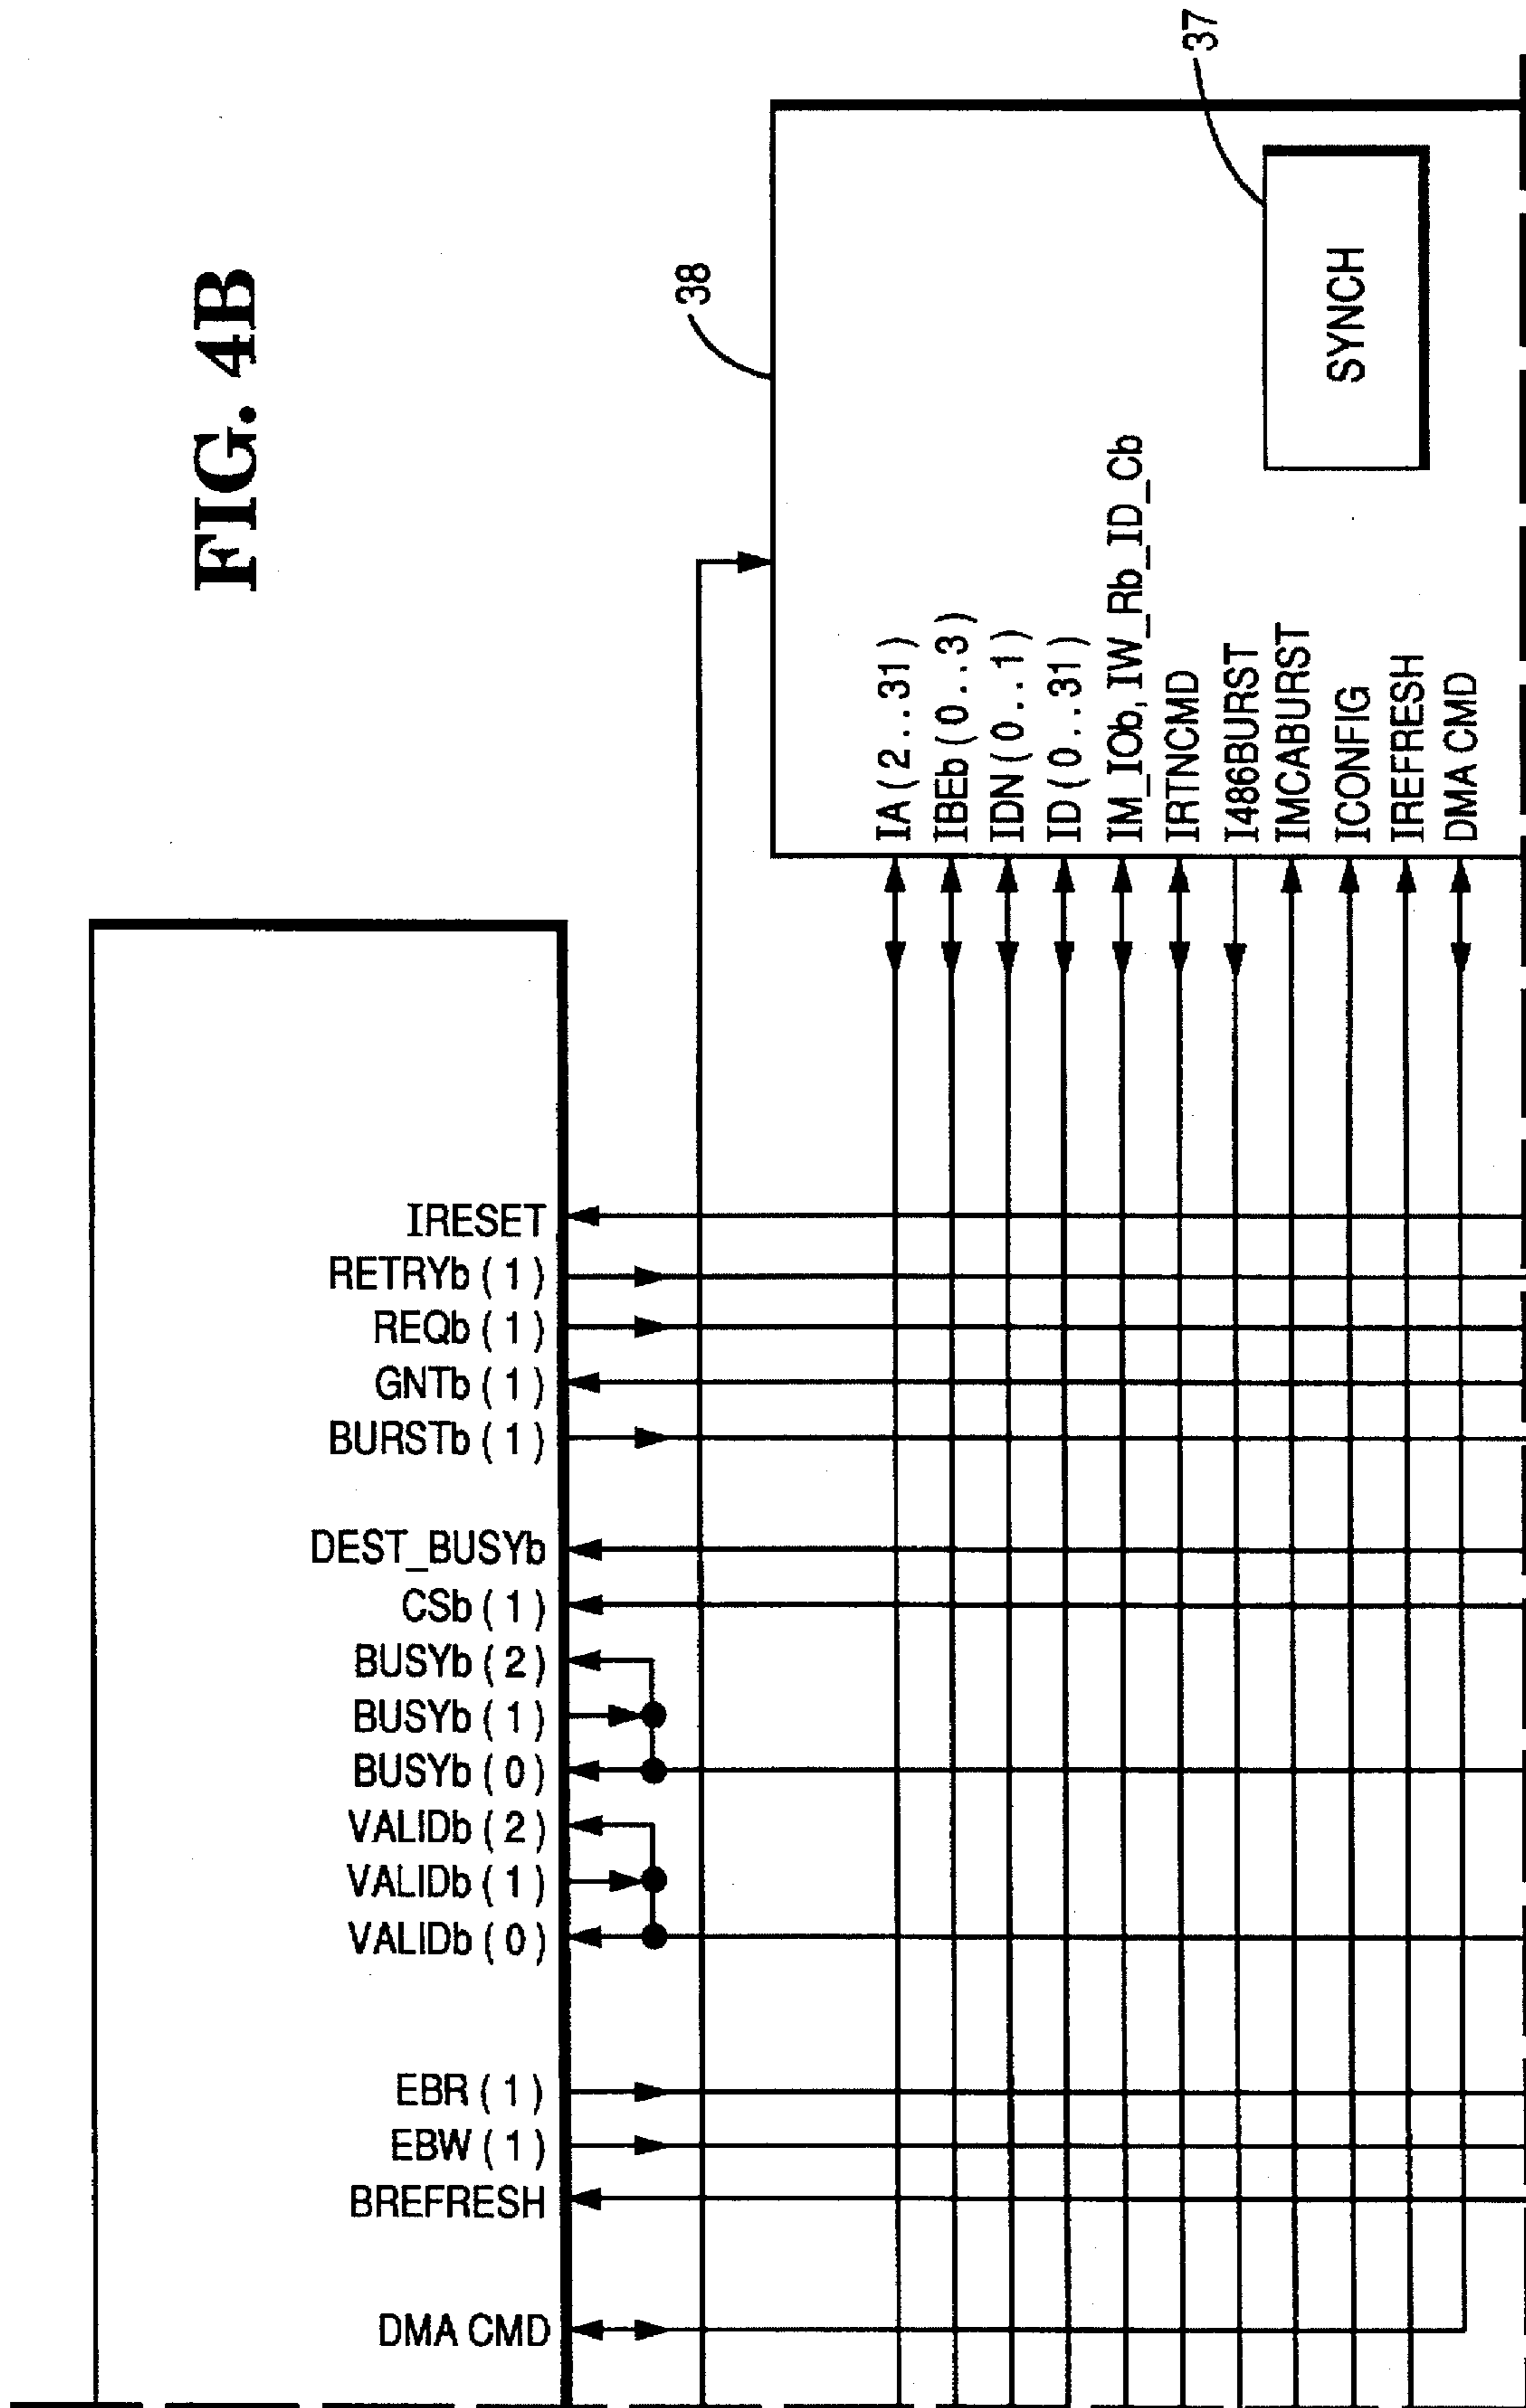 FIG. 4B
DMA CMD
BREFRESH
EBW ( 1 )
EBR ( 1 )
VALIDb ( 0 )
VALIDb ( 1 )
VALIDb ( 2 )
BUSYb ( 0 )
BUSYb ( 1 )
BUSYb ( 2 )
CSb ( 1 )
DEST_BUSYb
BURSTb ( 1 )
GNTb ( 1 )
REQb ( 1 )
RETRYb ( 1 )
IRESET
38
IA ( 2 . . 31 )
IBEb ( 0 . . 3 )
IDN ( 0 . . 1 )
ID ( 0 . . 31 )
IM_IOb, IW_Rb_ID_Cb
IRTNCMD
I486BURST
IMCABURST
ICONFIG
IREFRESH
DMA CMD
SYNCH
37